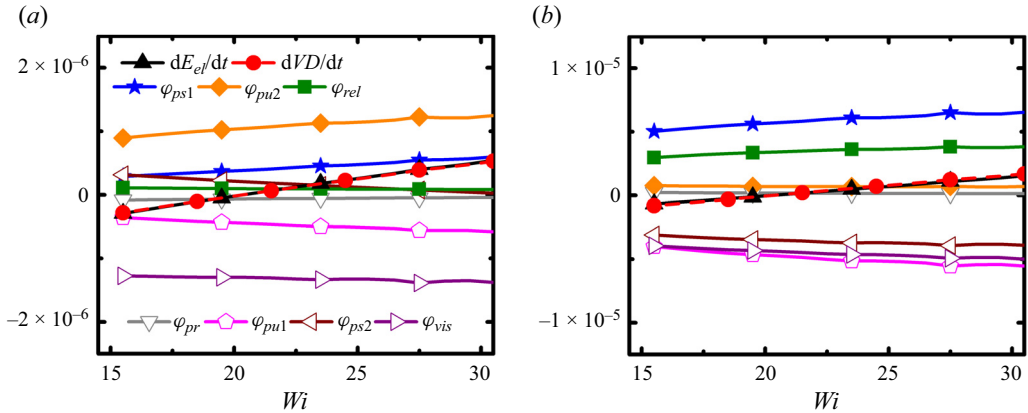 (a)
2 × 10⁻⁶
0
−2 × 10⁻⁶
dE_el/dt dVD/dt
φ_ps1 φ_pu2 φ_rel
φ_pr φ_pu1 φ_ps2 φ_vis
15 20 25 30
Wi
(b)
1 × 10⁻⁵
0
−1 × 10⁻⁵
15 20 25 30
Wi